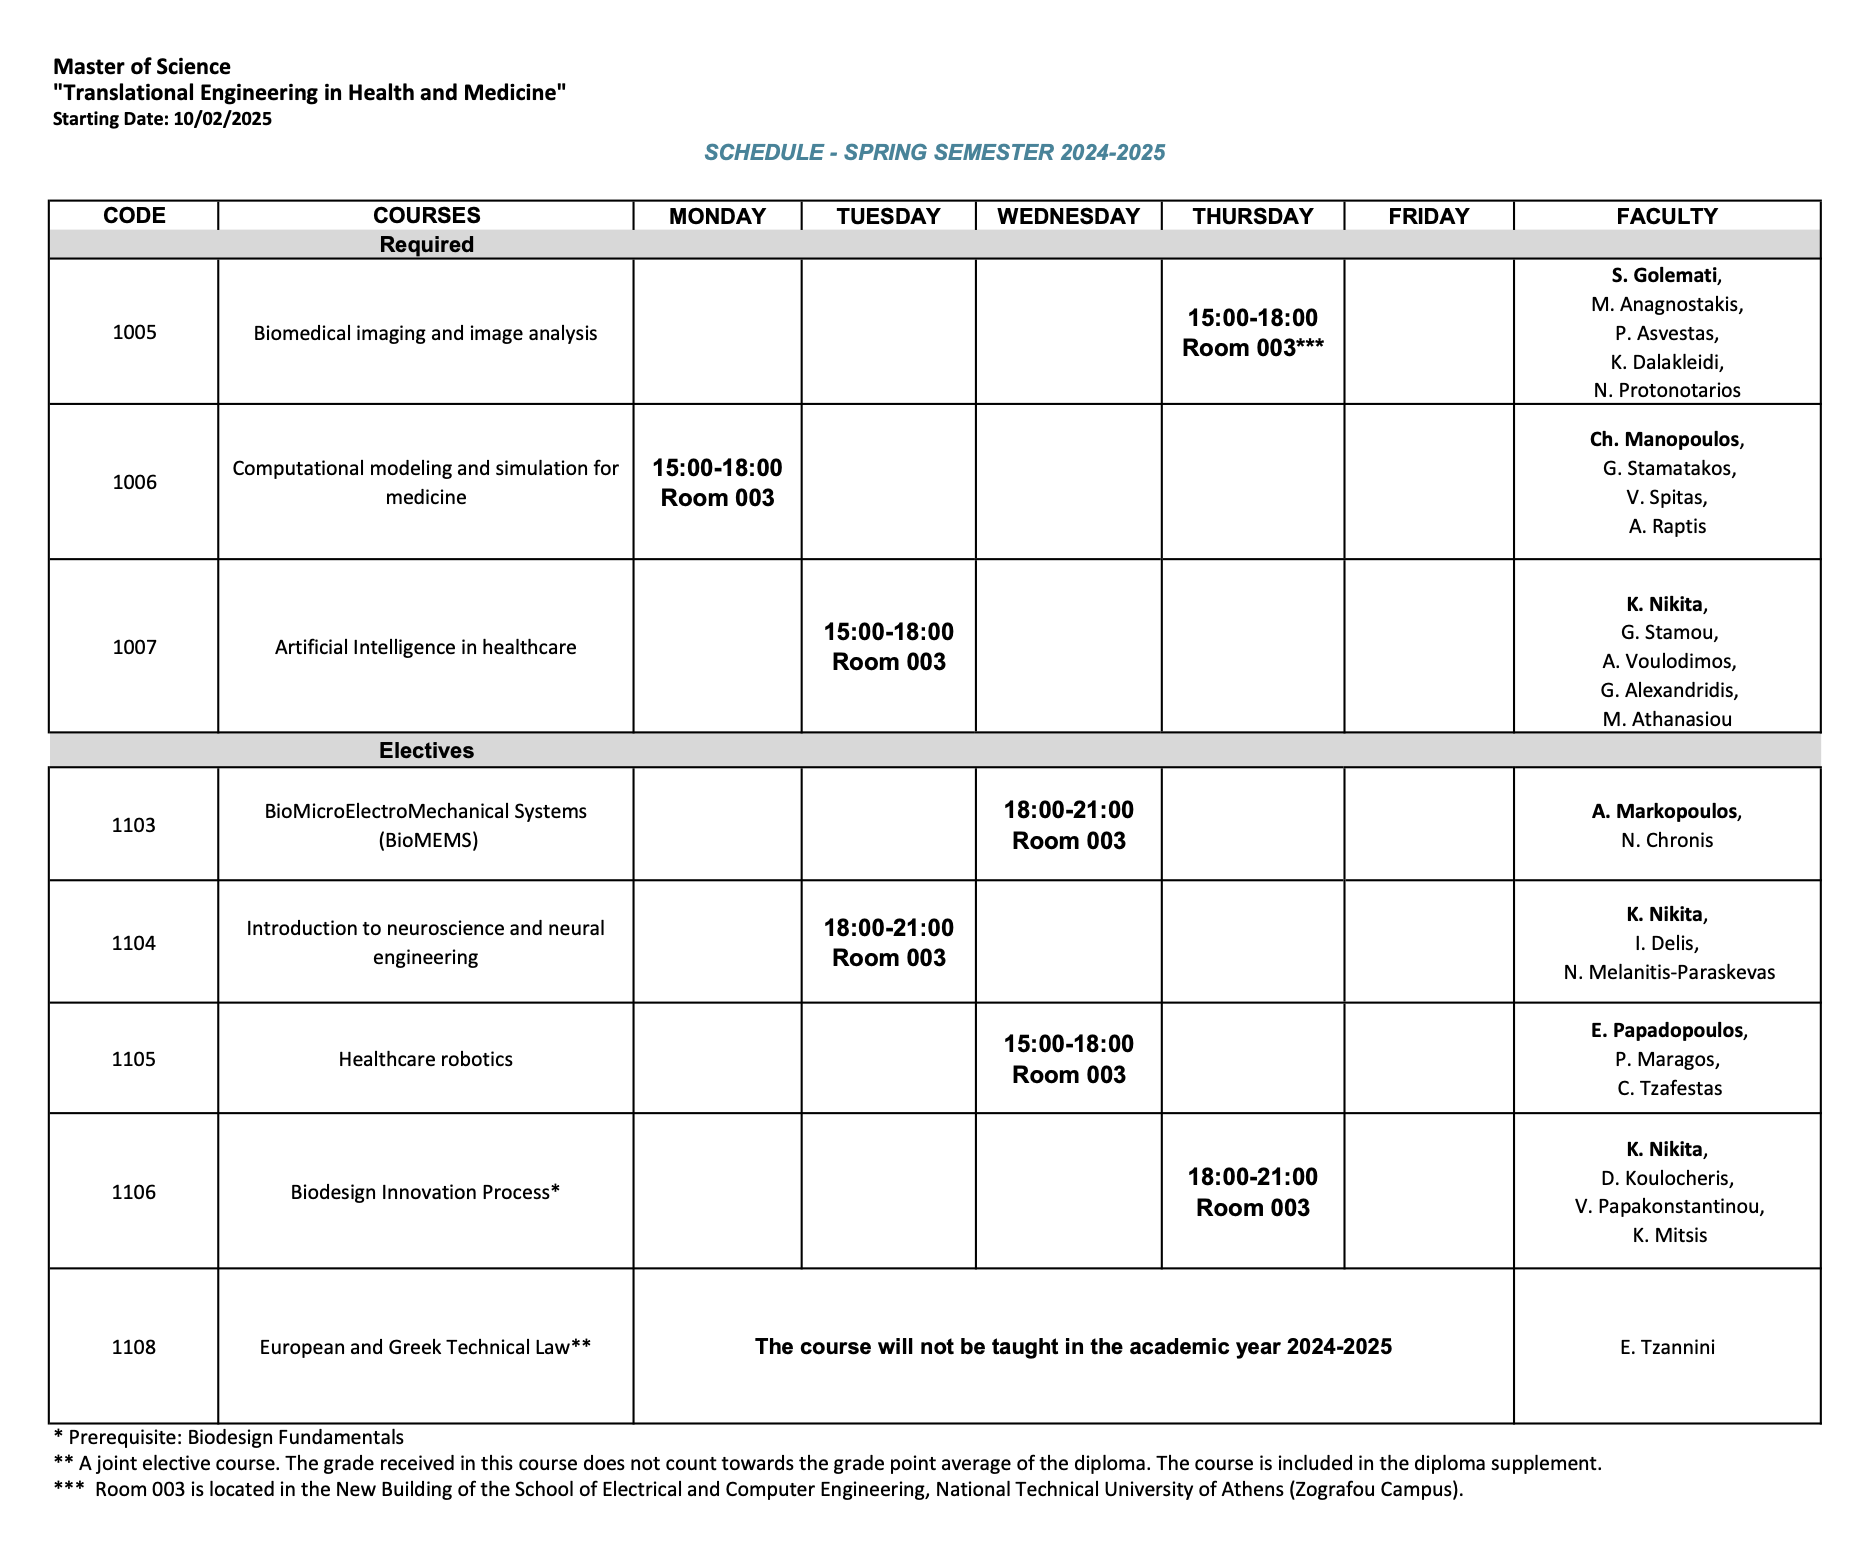 Master of Science
"Translational Engineering in Health and Medicine"
Starting Date: 10/02/2025
SCHEDULE - SPRING SEMESTER 2024-2025
CODE COURSES MONDAY TUESDAY WEDNESDAY THURSDAY FRIDAY FACULTY
Required
1005
Biomedical imaging and image analysis
15:00-18:00
Room 003***
S. Golemati,
M. Anagnostakis,
P. Asvestas,
K. Dalakleidi,
N. Protonotarios
1006
Computational modeling and simulation for
medicine
15:00-18:00
Room 003
Ch. Manopoulos,
G. Stamatakos,
V. Spitas,
A. Raptis
1007
Artificial Intelligence in healthcare
15:00-18:00
Room 003
K. Nikita,
G. Stamou,
A. Voulodimos,
G. Alexandridis,
M. Athanasiou
Electives
1103
BioMicroElectroMechanical Systems
(BioMEMS)
18:00-21:00
Room 003
A. Markopoulos,
N. Chronis
1104
Introduction to neuroscience and neural
engineering
18:00-21:00
Room 003
K. Nikita,
I. Delis,
N. Melanitis-Paraskevas
1105
Healthcare robotics
15:00-18:00
Room 003
E. Papadopoulos,
P. Maragos,
C. Tzafestas
1106
Biodesign Innovation Process*
18:00-21:00
Room 003
K. Nikita,
D. Koulocheris,
V. Papakonstantinou,
K. Mitsis
1108
European and Greek Technical Law**
The course will not be taught in the academic year 2024-2025
E. Tzannini
* Prerequisite: Biodesign Fundamentals
** A joint elective course. The grade received in this course does not count towards the grade point average of the diploma. The course is included in the diploma supplement.
*** Room 003 is located in the New Building of the School of Electrical and Computer Engineering, National Technical University of Athens (Zografou Campus).